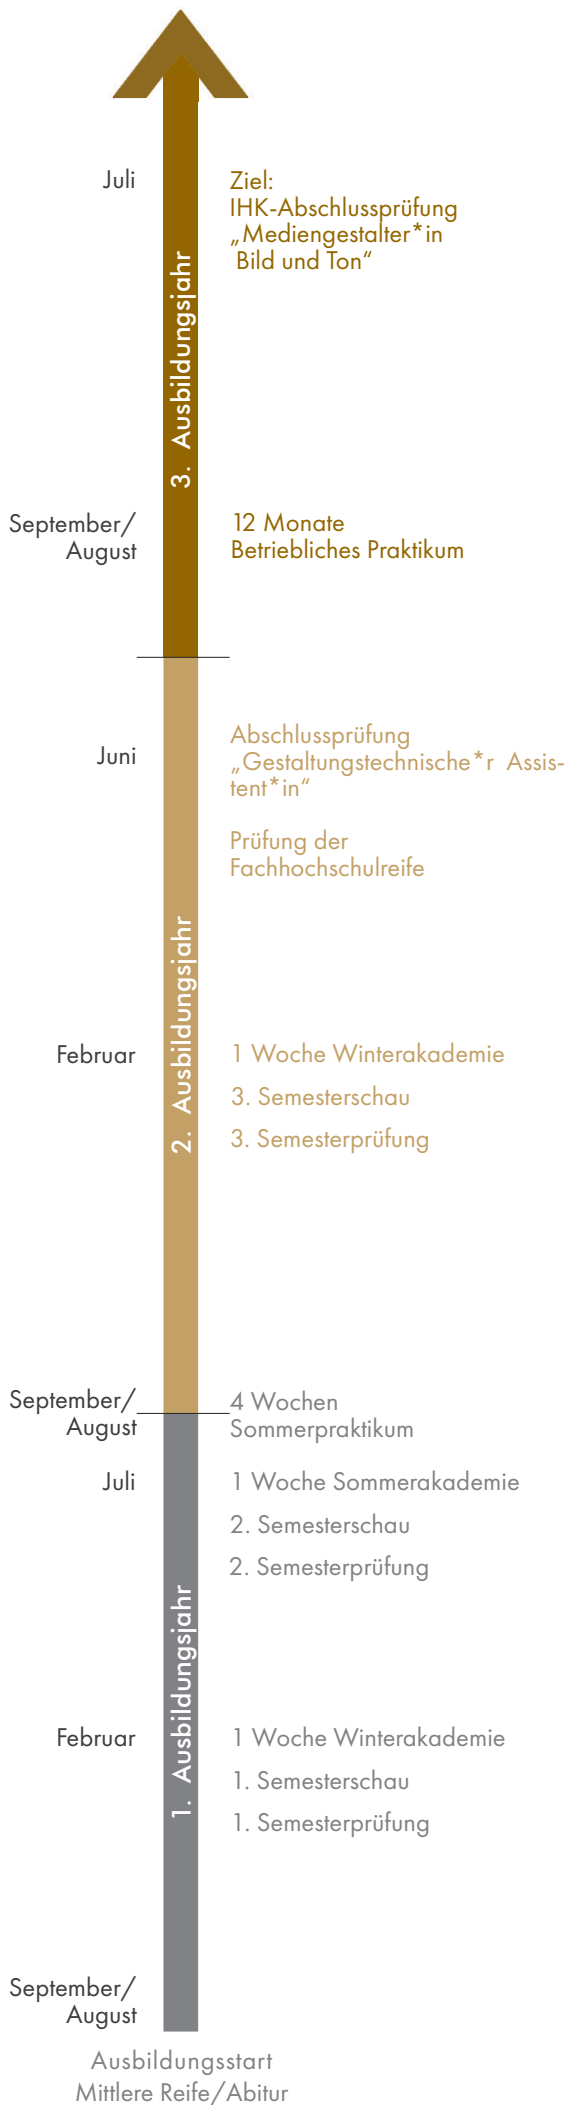 Juli
Ziel:
IHK-Abschlussprüfung
„Mediengestalter*in
Bild und Ton“
3. Ausbildungsjahr
September/
August
12 Monate
Betriebliches Praktikum
Juni
Abschlussprüfung
„Gestaltungstechnische*r Assis-
tent*in“
Prüfung der
Fachhochschulreife
2. Ausbildungsjahr
Februar
1 Woche Winterakademie
3. Semesterschau
3. Semesterprüfung
September/
August
4 Wochen
Sommerpraktikum
Juli
1 Woche Sommerakademie
2. Semesterschau
2. Semesterprüfung
1. Ausbildungsjahr
Februar
1 Woche Winterakademie
1. Semesterschau
1. Semesterprüfung
September/
August
Ausbildungsstart
Mittlere Reife/Abitur